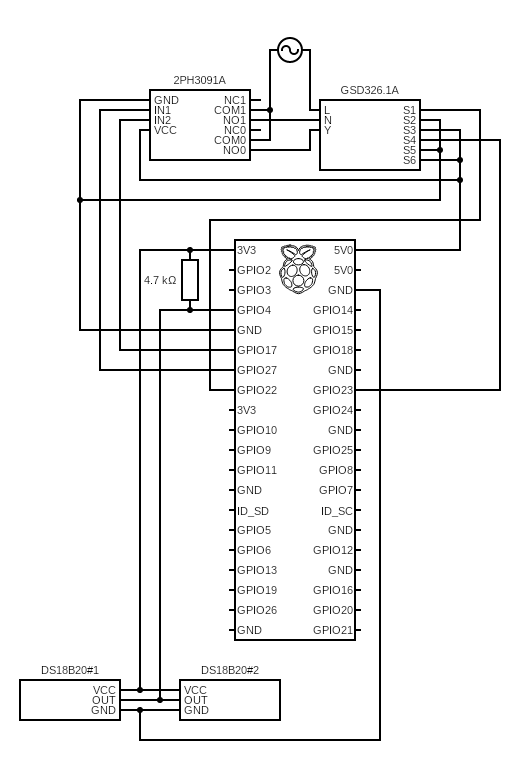 2PH3091A
GND
IN1
IN2
VCC
NC1
COM1
NO1
NC0
COM0
NO0
GSD326.1A
L
N
Y
S1
S2
S3
S4
S5
S6
4.7 kΩ
3V3
GPIO2
GPIO3
GPIO4
GND
GPIO17
GPIO27
GPIO22
3V3
GPIO10
GPIO9
GPIO11
GND
ID_SD
GPIO5
GPIO6
GPIO13
GPIO19
GPIO26
GND
5V0
5V0
GND
GPIO14
GPIO15
GPIO18
GND
GPIO23
GPIO24
GND
GPIO25
GPIO8
GPIO7
ID_SC
GND
GPIO12
GND
GPIO16
GPIO20
GPIO21
DS18B20#1
VCC
OUT
GND
DS18B20#2
VCC
OUT
GND